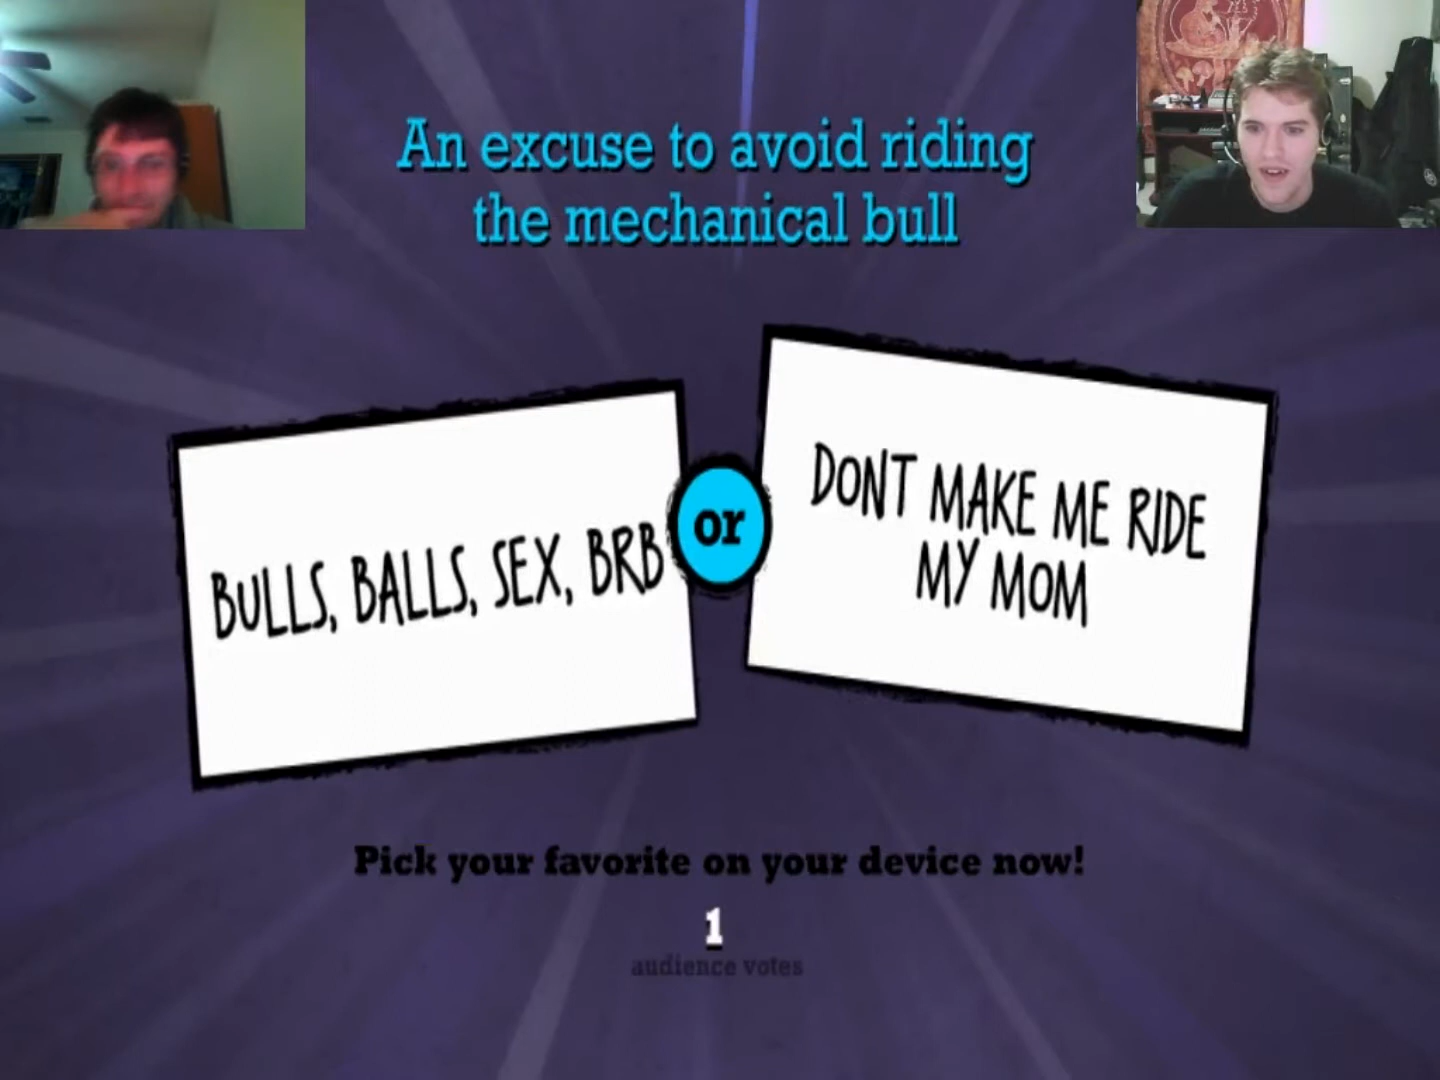 An excuse to avoid riding
the mechanical bull
BULLS, BALLS, SEX, BRB
or
DONT MAKE ME RIDE
MY MOM
Pick your favorite on your device now!
1
audience votes